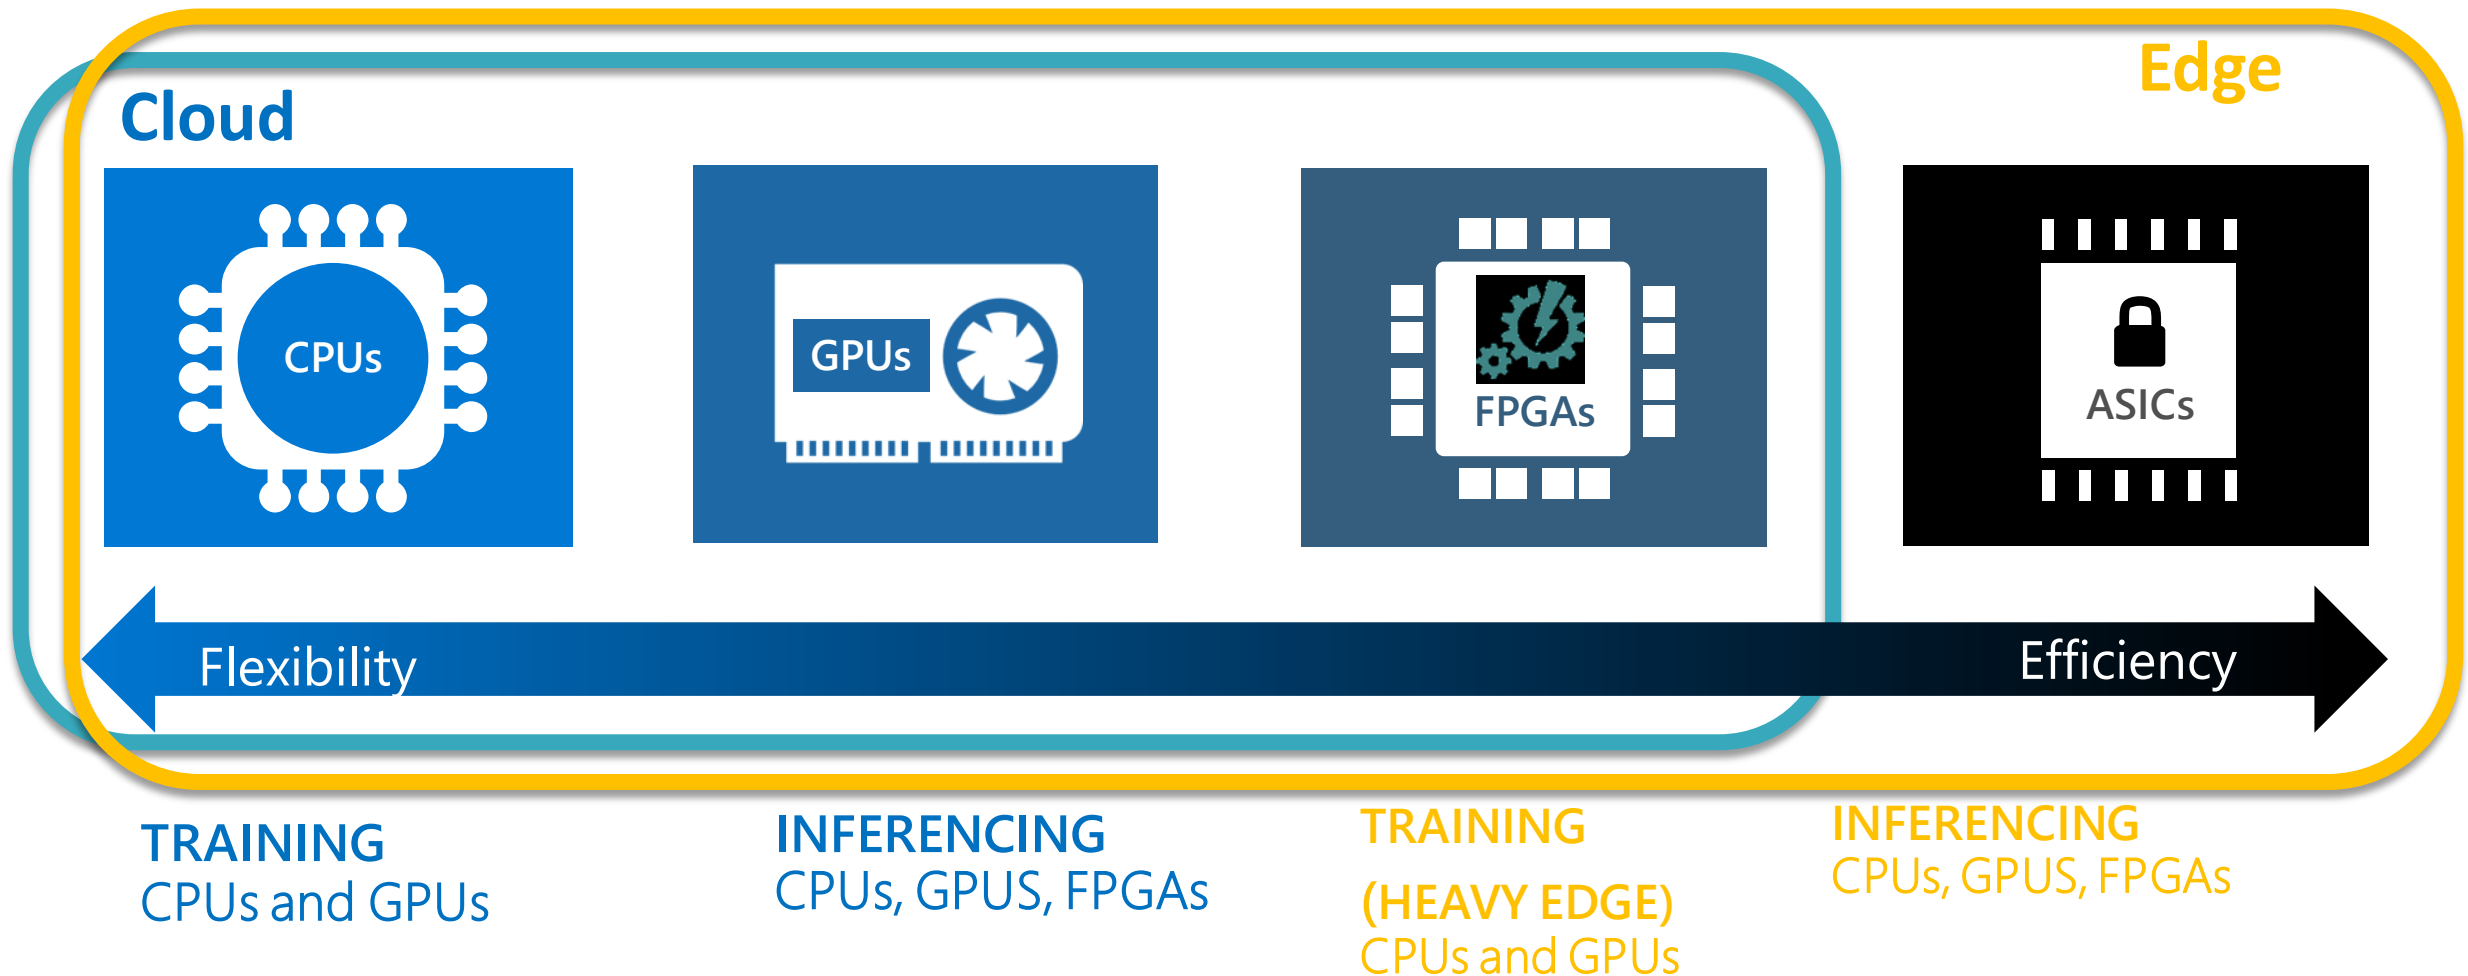 Cloud
Edge
CPUs
GPUs
FPGAs
ASICs
Flexibility
Efficiency
TRAINING
CPUs and GPUs
INFERENCING
CPUs, GPUS, FPGAs
TRAINING
(HEAVY EDGE)
CPUs and GPUs
INFERENCING
CPUs, GPUS, FPGAs